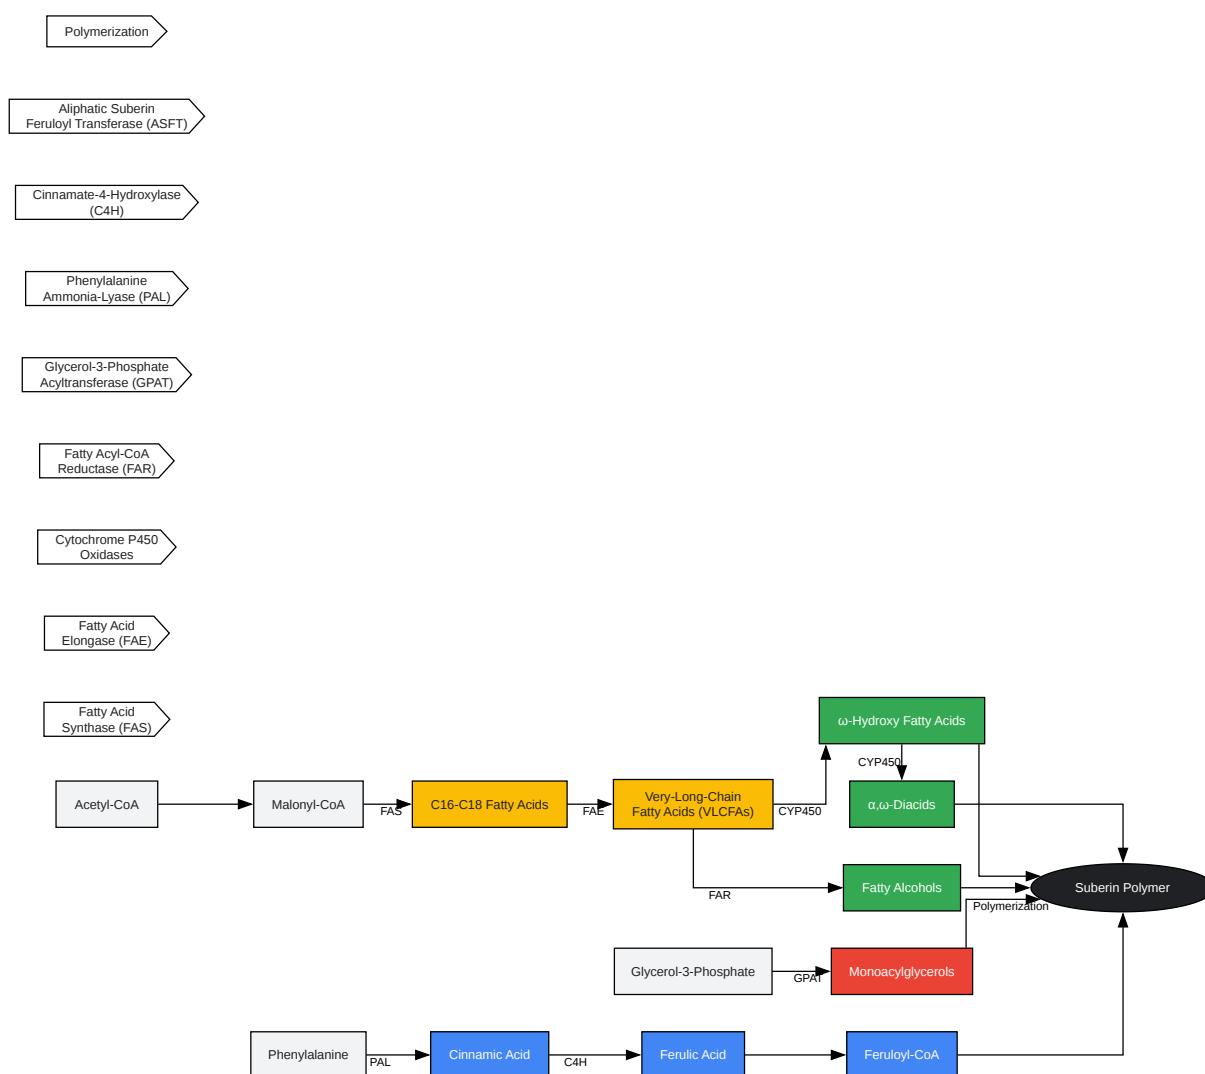 Polymerization
Aliphatic Suberin
Feruloyl Transferase (ASFT)
Cinnamate-4-Hydroxylase
(C4H)
Phenylalanine
Ammonia-Lyase (PAL)
Glycerol-3-Phosphate
Acyltransferase (GPAT)
Fatty Acyl-CoA
Reductase (FAR)
Cytochrome P450
Oxidases
Fatty Acid
Elongase (FAE)
Fatty Acid
Synthase (FAS)
ω-Hydroxy Fatty Acids
CYP450
Acetyl-CoA
Malonyl-CoA
FAS
C16-C18 Fatty Acids
FAE
Very-Long-Chain
Fatty Acids (VLCFAs)
CYP450
α,ω-Diacids
FAR
Fatty Alcohols
Suberin Polymer
Polymerization
Glycerol-3-Phosphate
GPAT
Monoacylglycerols
Phenylalanine
PAL
Cinnamic Acid
C4H
Ferulic Acid
Feruloyl-CoA